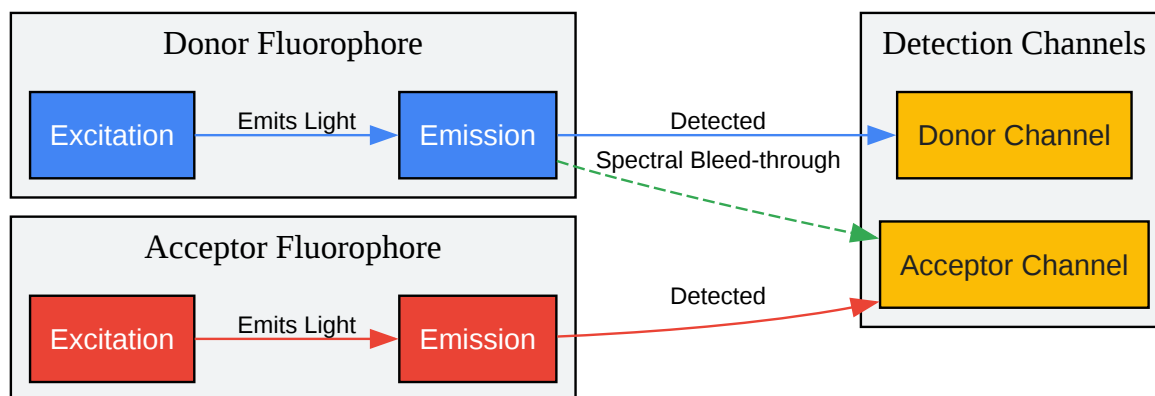 Donor Fluorophore
Excitation
Emits Light
Emission
Detected
Spectral Bleed-through
Detection Channels
Donor Channel
Acceptor Channel
Acceptor Fluorophore
Excitation
Emits Light
Emission
Detected